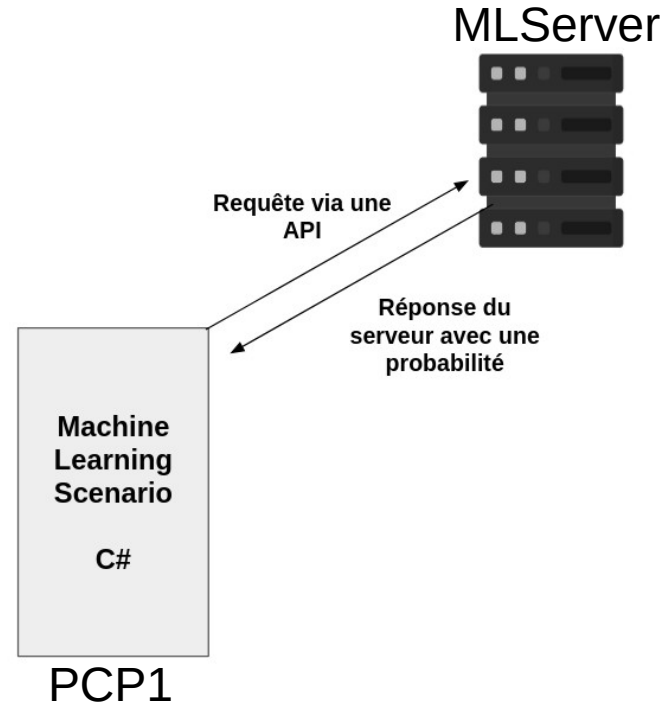 MLServer
Requête via une
API
Réponse du
serveur avec une
probabilité
Machine
Learning
Scenario
C#
PCP1